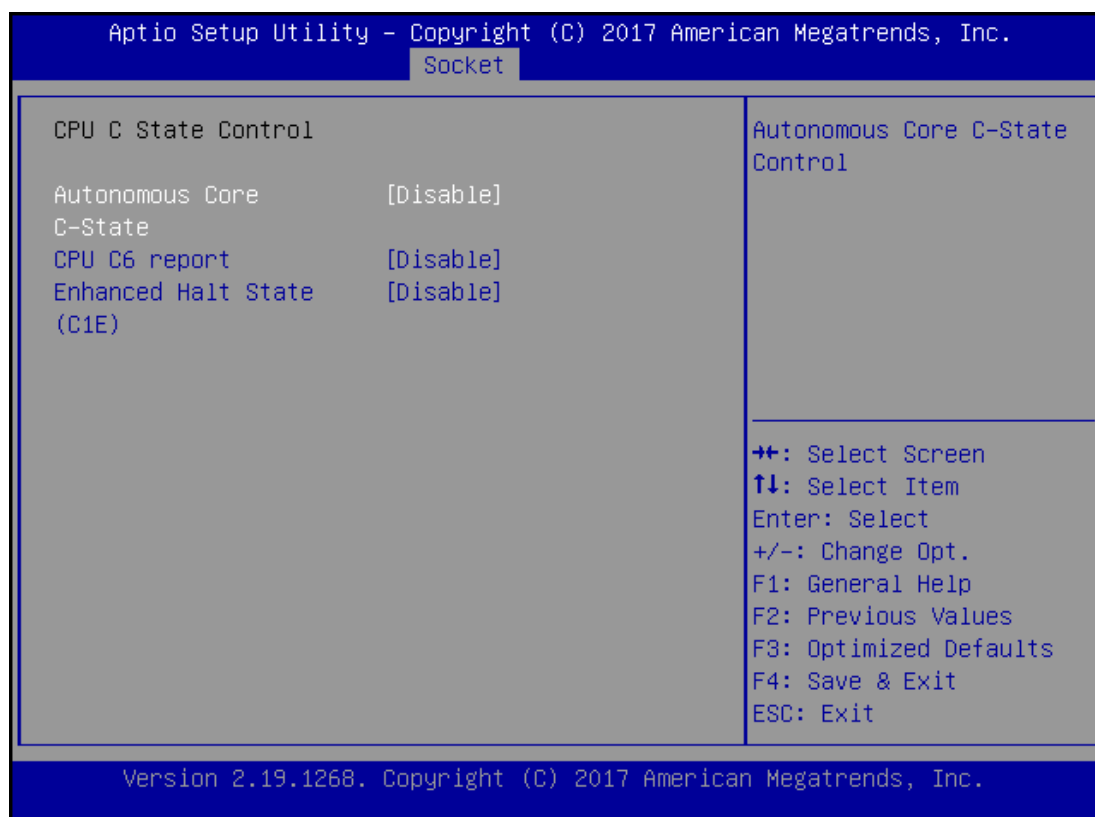 Aptio Setup Utility – Copyright (C) 2017 American Megatrends, Inc.
Socket
CPU C State Control
Autonomous Core [Disable]
C-State
CPU C6 report [Disable]
Enhanced Halt State [Disable]
(C1E)
Autonomous Core C-State
Control
→←: Select Screen
↑↓: Select Item
Enter: Select
+/-: Change Opt.
F1: General Help
F2: Previous Values
F3: Optimized Defaults
F4: Save & Exit
ESC: Exit
Version 2.19.1268. Copyright (C) 2017 American Megatrends, Inc.